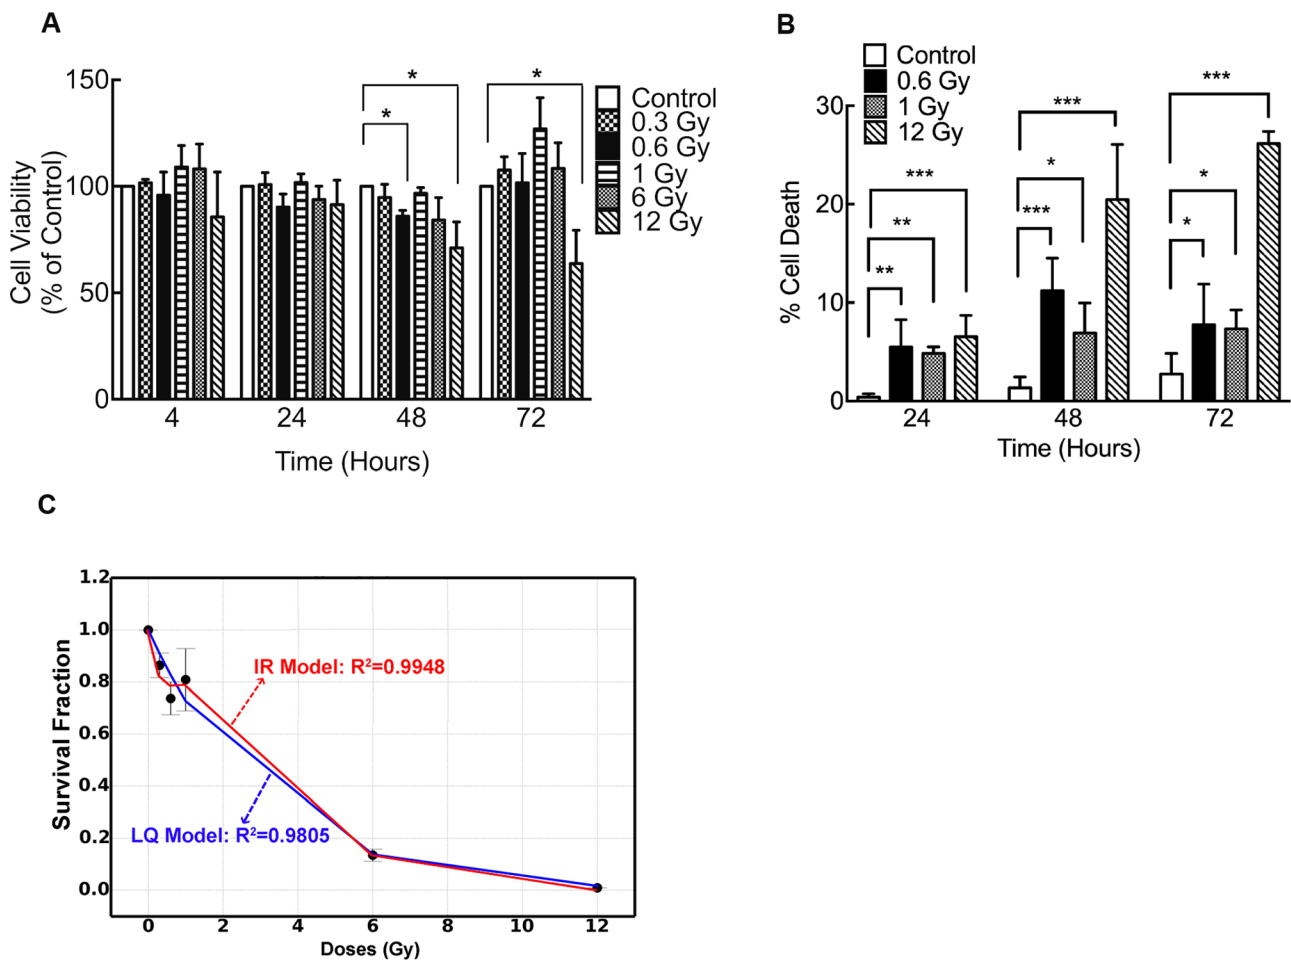 A
150
100
50
0
Cell Viability
(% of Control)
*
*
*
4
24
48
72
Time (Hours)
Control
0.3 Gy
0.6 Gy
1 Gy
6 Gy
12 Gy
B
Control
0.6 Gy
1 Gy
12 Gy
30
20
10
0
% Cell Death
***
**
**
***
*
***
***
*
*
24
48
72
Time (Hours)
C
1.2
1.0
0.8
0.6
0.4
0.2
0.0
Survival Fraction
IR Model: R²=0.9948
LQ Model: R²=0.9805
0
2
4
6
8
10
12
Doses (Gy)